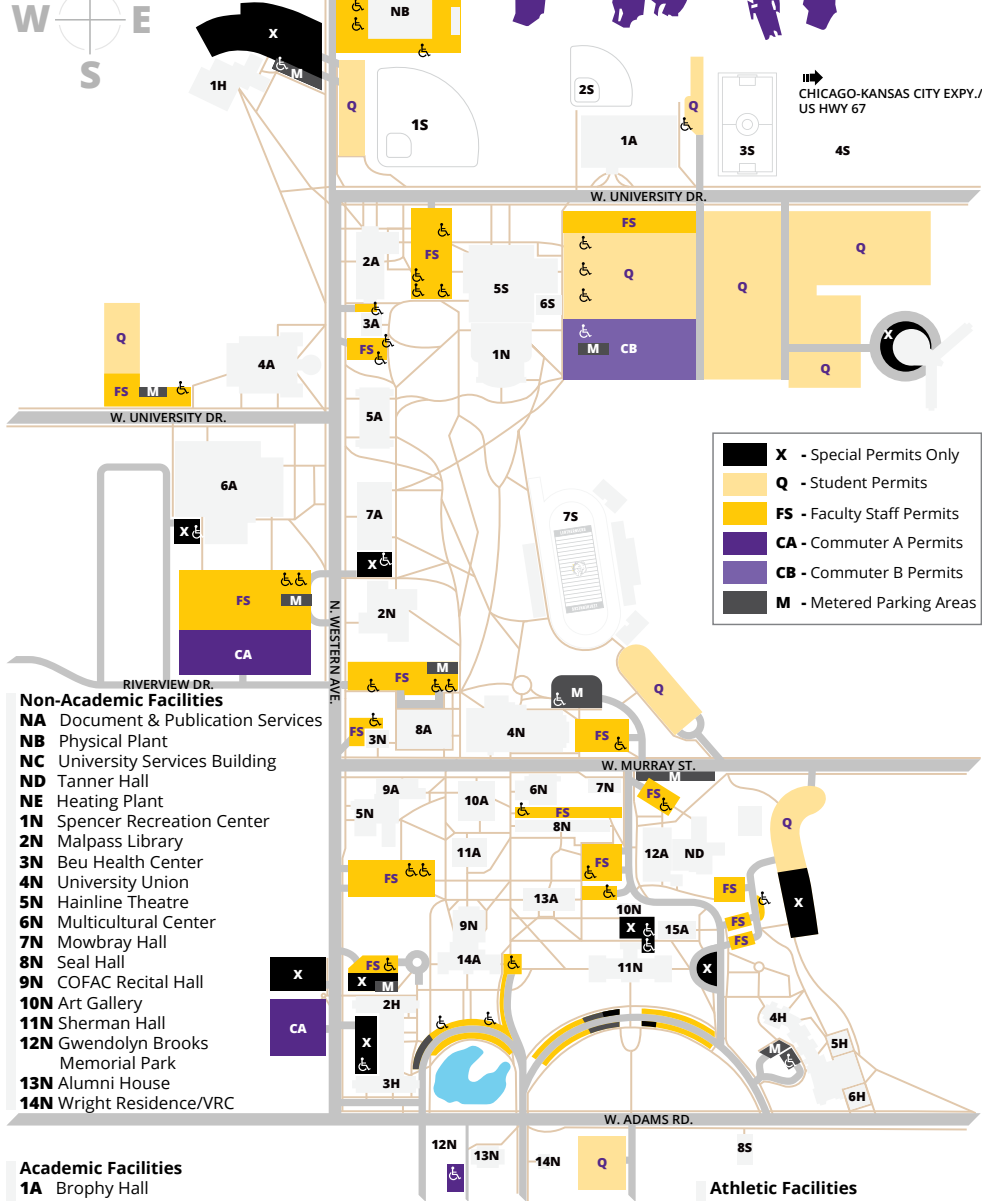 W E
S
NB
X
M
1H
Q
1S
2S
Q
1A
3S
4S
CHICAGO-KANSAS CITY EXPY./
US HWY 67
W. UNIVERSITY DR.
2A
FS
5S
6S
FS
Q
Q
Q
3A
FS
1N
M CB
X
Q
Q
FS M
4A
W. UNIVERSITY DR.
5A
6A
X
7A
X
7S
X - Special Permits Only
Q - Student Permits
FS - Faculty Staff Permits
CA - Commuter A Permits
CB - Commuter B Permits
M - Metered Parking Areas
FS M
CA
N. WESTERN AVE.
2N
RIVERVIEW DR.
FS M
FS
3N
8A
4N
M
FS
Q
W. MURRAY ST.
M
Non-Academic Facilities
NA Document & Publication Services
NB Physical Plant
NC University Services Building
ND Tanner Hall
NE Heating Plant
1N Spencer Recreation Center
2N Malpass Library
3N Beu Health Center
4N University Union
5N Hainline Theatre
6N Multicultural Center
7N Mowbray Hall
8N Seal Hall
9N COFAC Recital Hall
10N Art Gallery
11N Sherman Hall
12N Gwendolyn Brooks
Memorial Park
13N Alumni House
14N Wright Residence/VRC
9A
5N
10A
6N
7N
FS
8N
FS
Q
11A
FS
12A
ND
FS
13A
FS
X
10N
X
15A
FS
FS
9N
14A
11N
X
FS
X M
X
2H
CA
X
3H
4H
5H
M
6H
W. ADAMS RD.
12N
13N
14N
Q
8S
Academic Facilities
1A Brophy Hall
Athletic Facilities